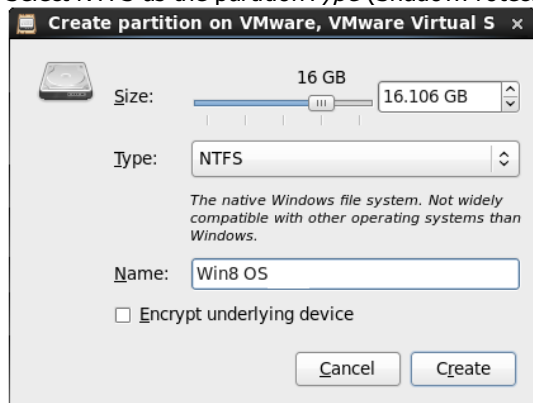 Create partition on VMware, VMware Virtual S ×
16 GB
Size:
16.106 GB
Type:
NTFS
The native Windows file system. Not widely
compatible with other operating systems than
Windows.
Name:
Win8 OS
Encrypt underlying device
Cancel
Create